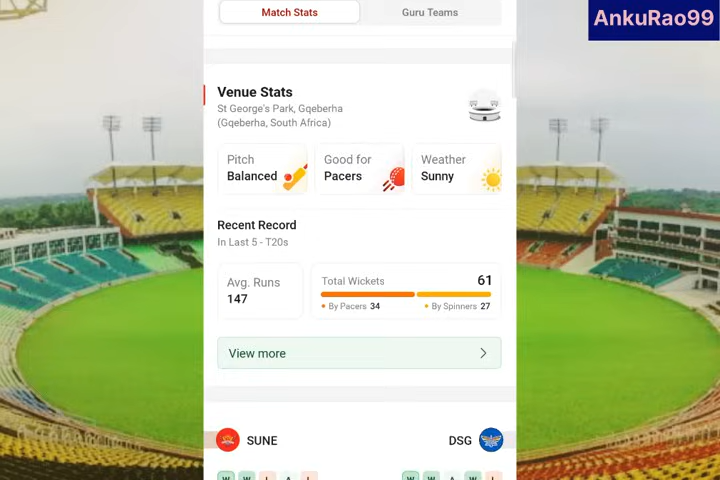 Match Stats
Guru Teams
AnkuRao99
Venue Stats
St George's Park, Gqeberha
(Gqeberha, South Africa)
Pitch
Balanced
Good for
Pacers
Weather
Sunny
Recent Record
In Last 5 - T20s
Avg. Runs
147
Total Wickets
61
By Pacers 34
By Spinners 27
View more
SUNE
DSG